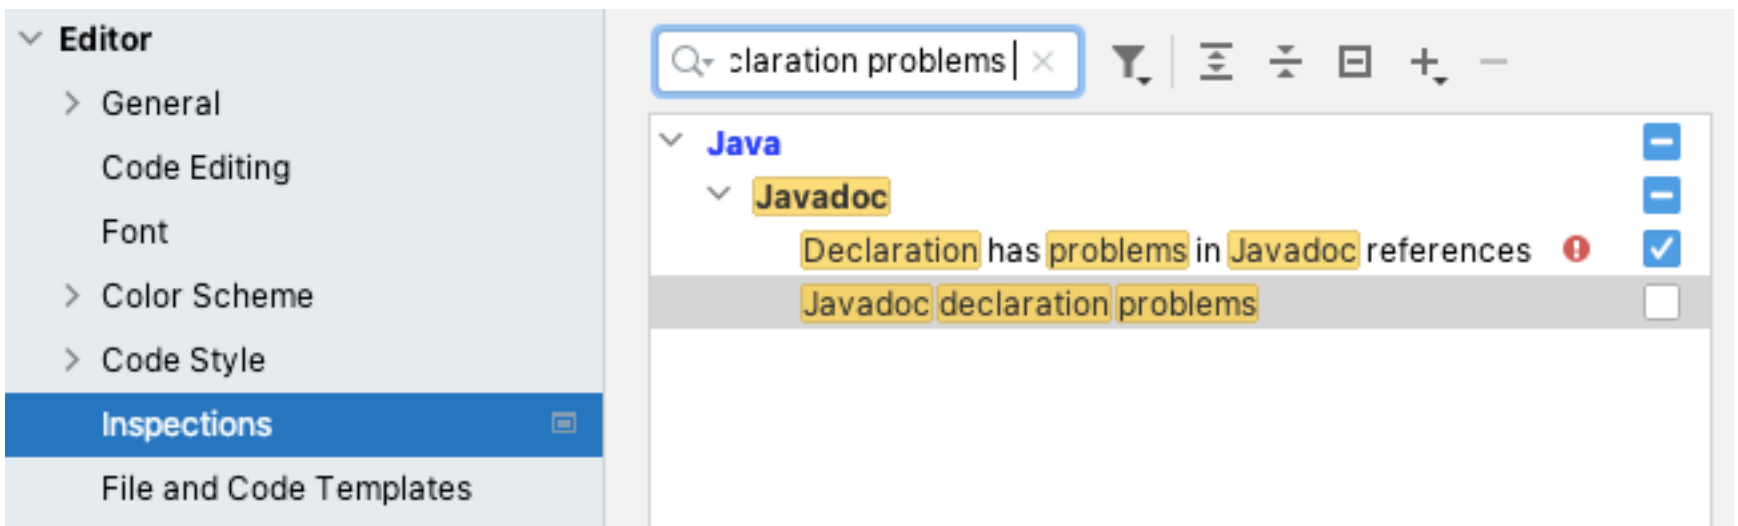 Editor
General
Code Editing
Font
Color Scheme
Code Style
Inspections
File and Code Templates
claration problems
Java
Javadoc
Declaration has problems in Javadoc references
Javadoc declaration problems